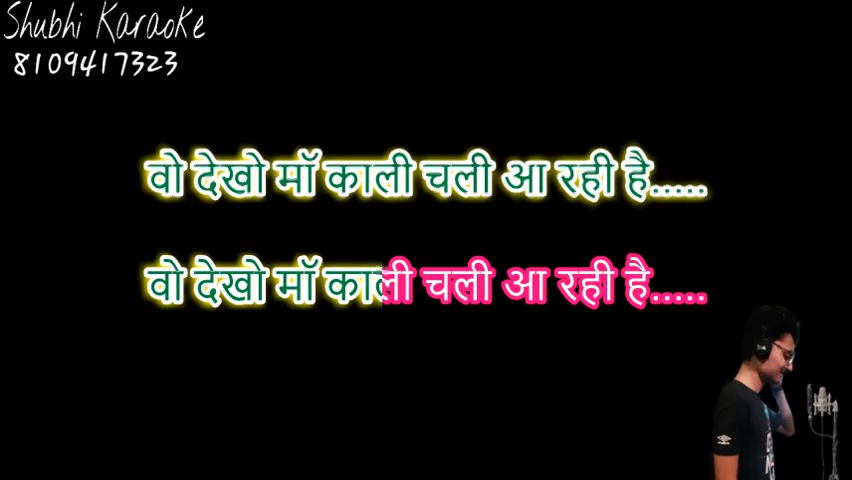 Shubhi Karaoke
8109417323
वो देखो मॉ काली चली आ रही है.....
वो देखो मॉ काली चली आ रही है.....